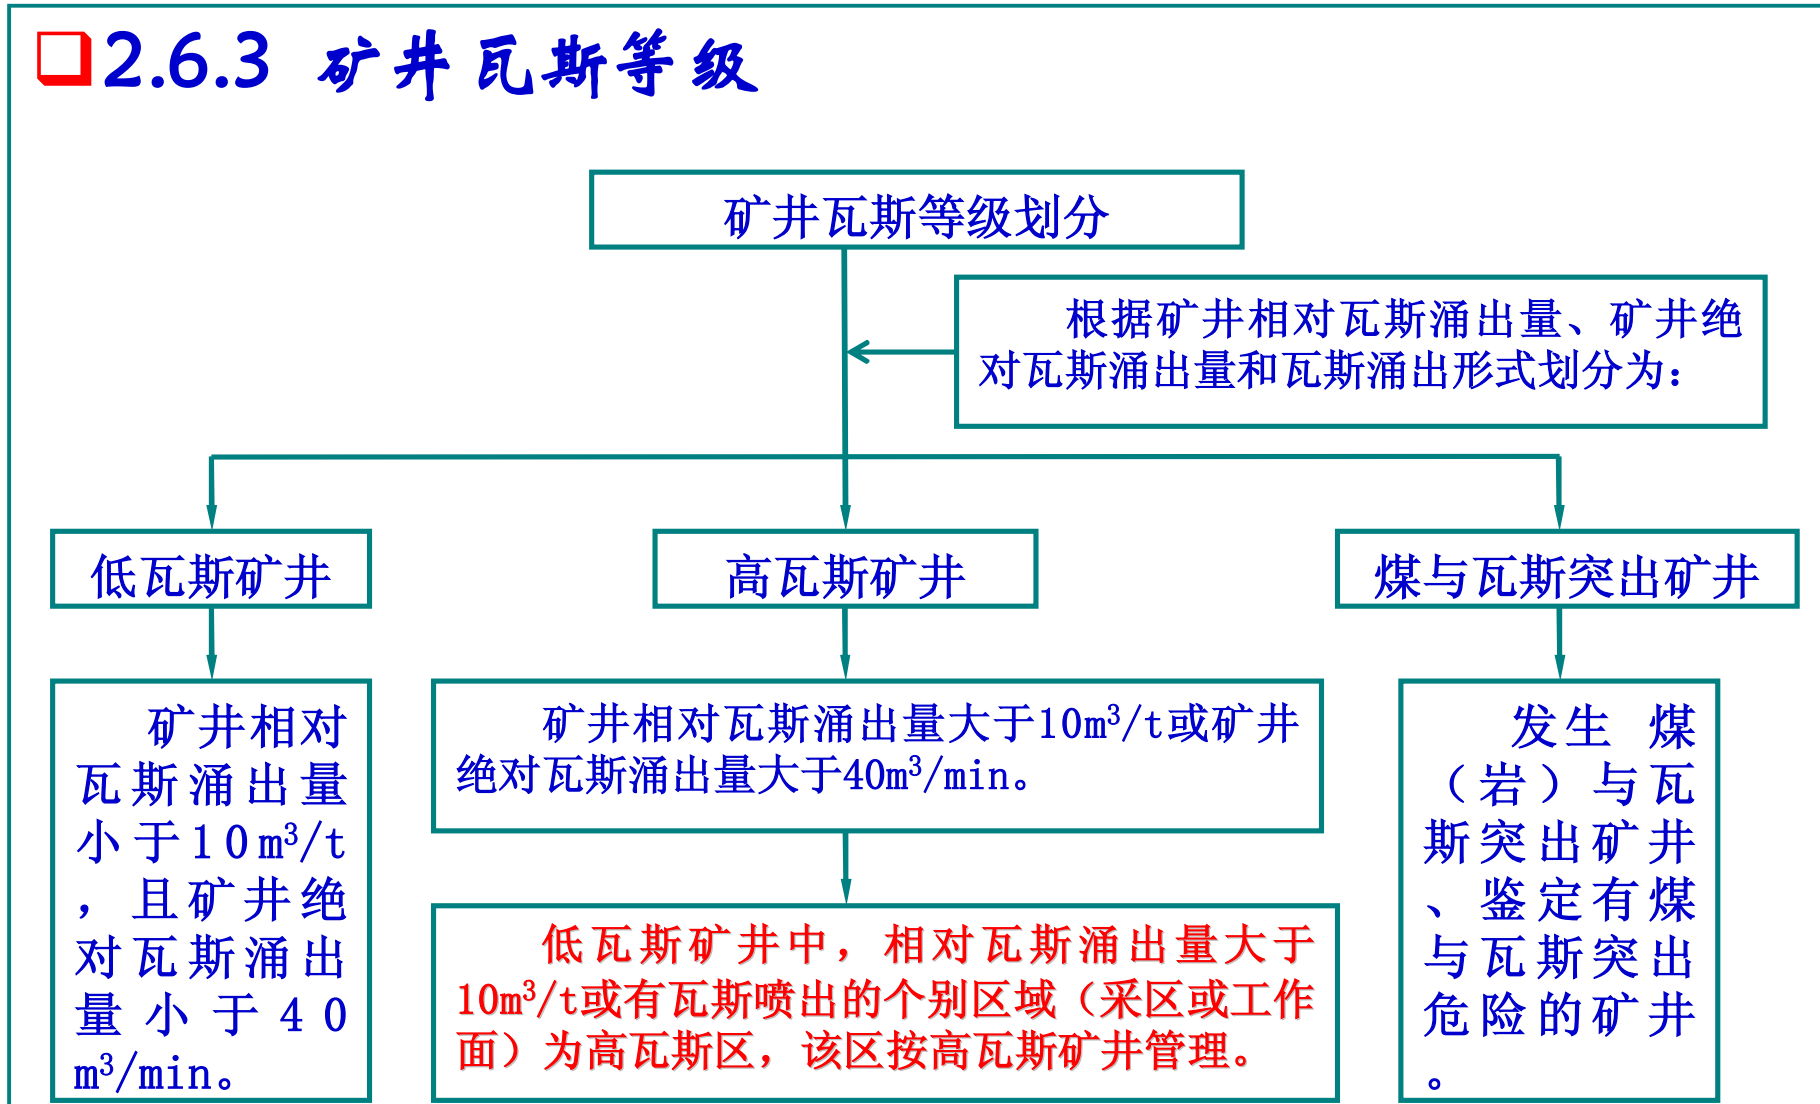 2.6.3 矿井瓦斯等级
矿井瓦斯等级划分
根据矿井相对瓦斯涌出量、矿井绝
对瓦斯涌出量和瓦斯涌出形式划分为：
低瓦斯矿井
高瓦斯矿井
煤与瓦斯突出矿井
矿井相对
瓦斯涌出量
小于10m³/t
，且矿井绝
对瓦斯涌出
量小于40
m³/min。
矿井相对瓦斯涌出量大于10m³/t或矿井
绝对瓦斯涌出量大于40m³/min。
低瓦斯矿井中，相对瓦斯涌出量大于
10m³/t或有瓦斯喷出的个别区域（采区或工作
面）为高瓦斯区，该区按高瓦斯矿井管理。
发生 煤
（岩）与瓦
斯突出矿井
、鉴定有煤
与瓦斯突出
危险的矿井
。